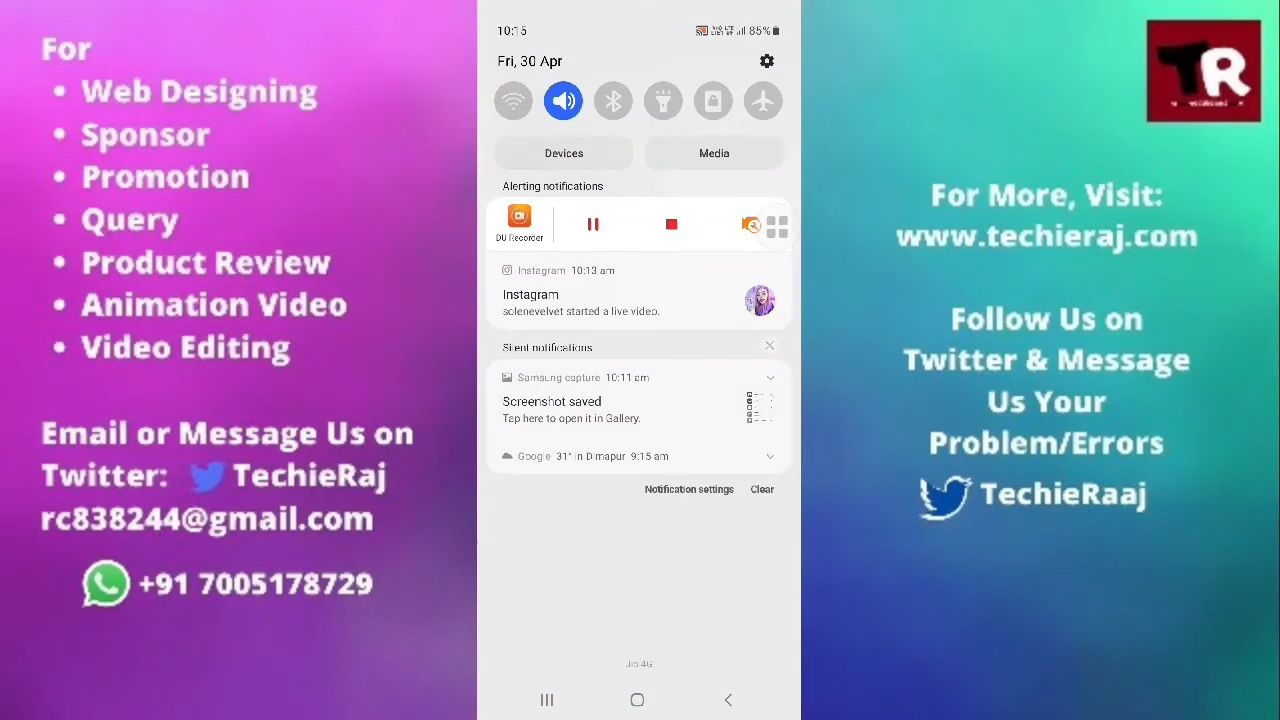 For
• Web Designing
• Sponsor
• Promotion
• Query
• Product Review
• Animation Video
• Video Editing
Email or Message Us on
Twitter: TechieRaj
rc838244@gmail.com
+91 7005178729
10:15
85%
Fri, 30 Apr
Devices
Media
Alerting notifications
DU Recorder
Instagram 10:13 am
Instagram
solenevelvet started a live video.
Silent notifications
Samsung capture 10:11 am
Screenshot saved
Tap here to open it in Gallery.
Google 31° in Dimapur 9:15 am
Notification settings
Clear
Jio 4G
TR
For More, Visit:
www.techieraj.com
Follow Us on
Twitter & Message
Us Your
Problem/Errors
TechieRaaj